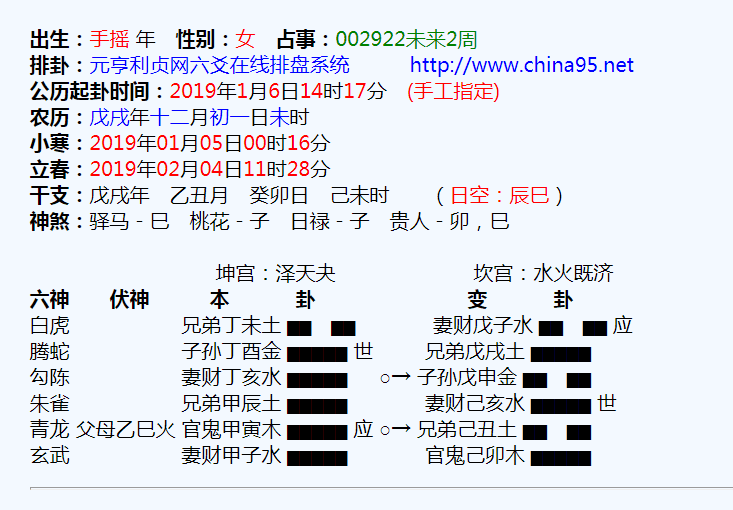 出生：手摇 年 性别：女 占事：002922未来2周
排卦：元亨利贞网六爻在线排盘系统 http://www.china95.net
公历起卦时间：2019年1月6日14时17分 (手工指定)
农历：戊戌年十二月初一日未时
小寒：2019年01月05日00时16分
立春：2019年02月04日11时28分
干支：戊戌年 乙丑月 癸卯日 己未时 （日空：辰巳）
神煞：驿马－巳 桃花－子 日禄－子 贵人－卯，巳
坤宫：泽天夬 坎宫：水火既济
六神 伏神 本 卦 变 卦
白虎 兄弟丁未土 ▅▅ ▅▅ 妻财戊子水 ▅▅ ▅▅ 应
腾蛇 子孙丁酉金 ▅▅▅▅▅ 世 兄弟戊戌土 ▅▅▅▅▅
勾陈 妻财丁亥水 ▅▅▅▅▅ ○→ 子孙戊申金 ▅▅ ▅▅
朱雀 兄弟甲辰土 ▅▅▅▅▅ 妻财己亥水 ▅▅▅▅▅ 世
青龙 父母乙巳火 官鬼甲寅木 ▅▅▅▅▅ 应 ○→ 兄弟己丑土 ▅▅ ▅▅
玄武 妻财甲子水 ▅▅▅▅▅ 官鬼己卯木 ▅▅▅▅▅